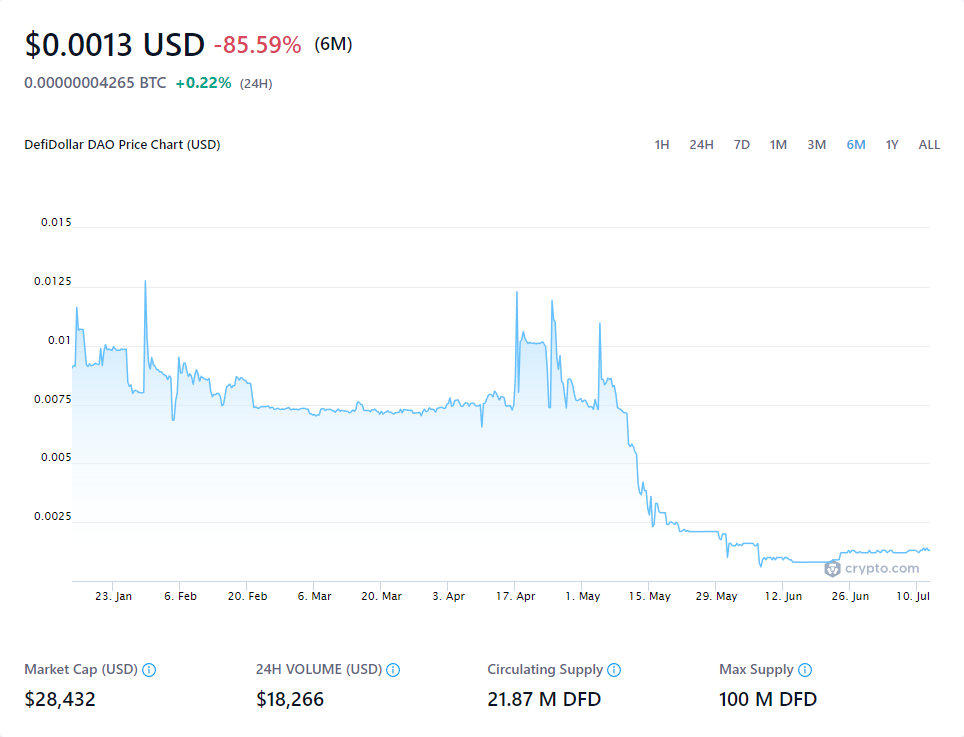 $0.0013 USD -85.59% (6M)
0.00000004265 BTC +0.22% (24H)
DefiDollar DAO Price Chart (USD)
1H 24H 7D 1M 3M 6M 1Y ALL
0.015
0.0125
0.01
0.0075
0.005
0.0025
crypto.com
23. Jan 6. Feb 20. Feb 6. Mar 20. Mar 3. Apr 17. Apr 1. May 15. May 29. May 12. Jun 26. Jun 10. Jul
Market Cap (USD) 24H VOLUME (USD) Circulating Supply Max Supply
$28,432 $18,266 21.87 M DFD 100 M DFD